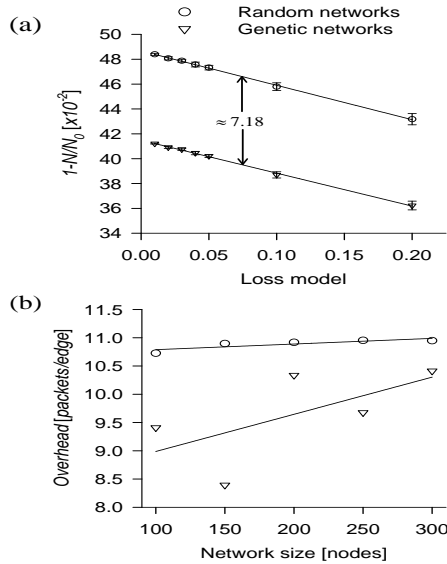 (a)
Random networks
Genetic networks
1-N/N0 [x10-2]
50
48
46
44
42
40
38
36
34
≈ 7.18
0.00 0.05 0.10 0.15 0.20
Loss model
(b)
Overhead [packets/edge]
11.5
11.0
10.5
10.0
9.5
9.0
8.5
8.0
100 150 200 250 300
Network size [nodes]